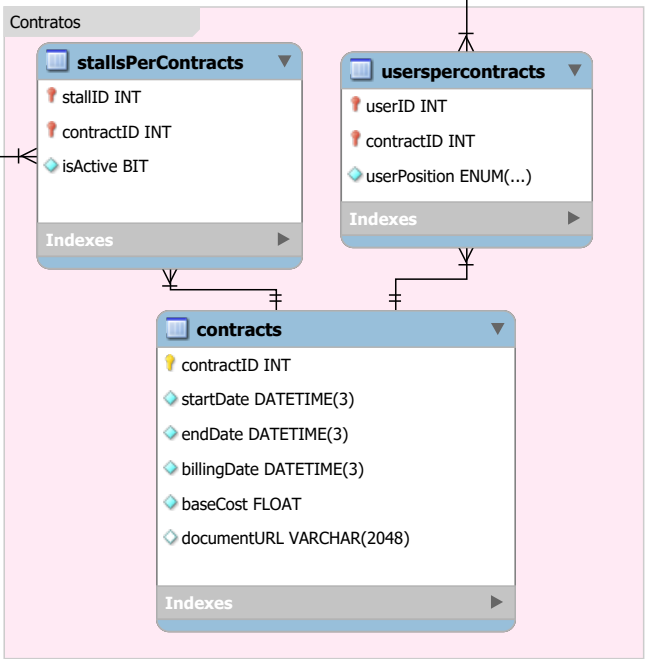 Contratos
stallsPerContracts
stallID INT
contractID INT
isActive BIT
Indexes
userspercontracts
userID INT
contractID INT
userPosition ENUM(...)
Indexes
contracts
contractID INT
startDate DATETIME(3)
endDate DATETIME(3)
billingDate DATETIME(3)
baseCost FLOAT
documentURL VARCHAR(2048)
Indexes